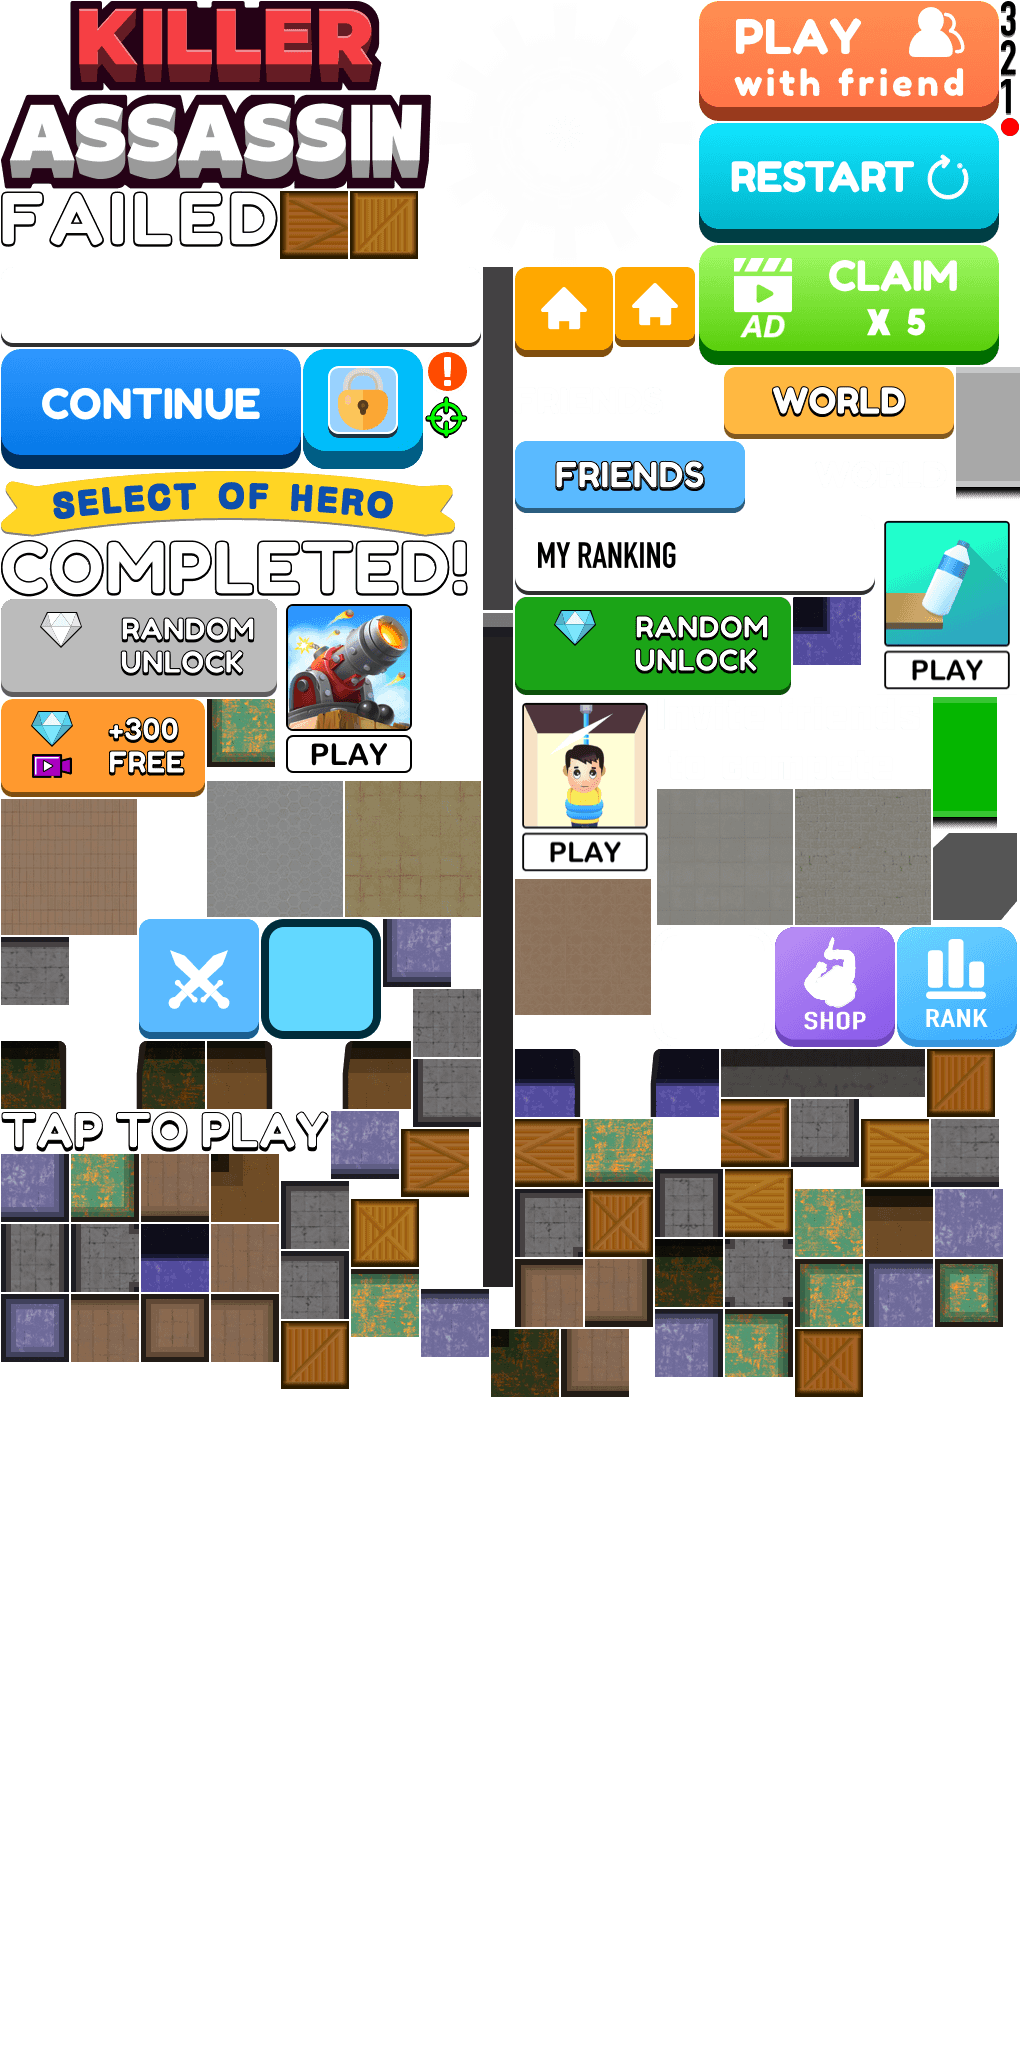 KILLER
ASSASSIN
FAILED
PLAY
with friend
3
2
1
RESTART
AD
CLAIM
X 5
CONTINUE
!
WORLD
FRIENDS
SELECT OF HERO
COMPLETED!
MY RANKING
RANDOM
UNLOCK
PLAY
RANDOM
UNLOCK
PLAY
+300
FREE
PLAY
SHOP
RANK
TAP TO PLAY